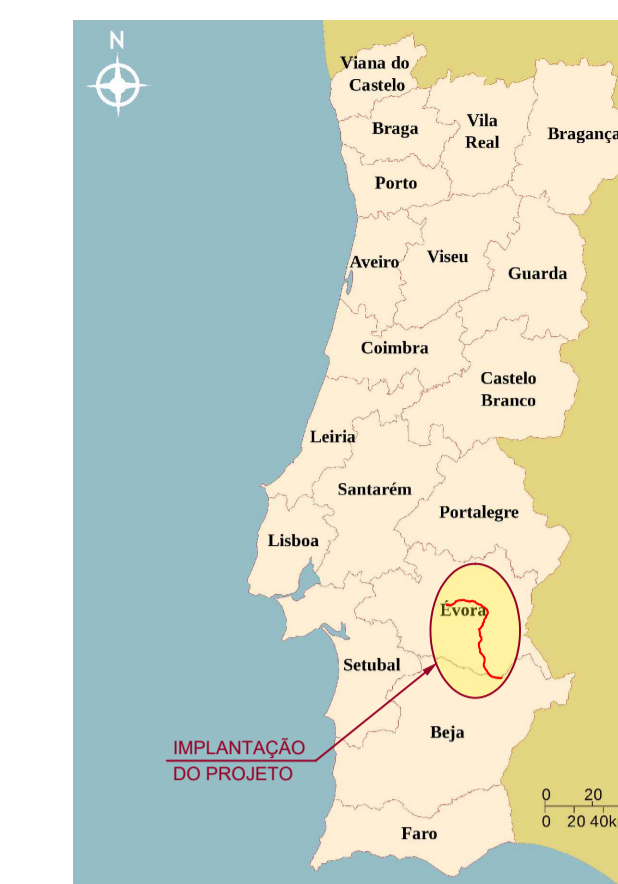 N
Viana do
Castelo
Braga
Vila
Real
Bragança
Porto
Aveiro
Viseu
Guarda
Coimbra
Castelo
Branco
Leiria
Santarém
Portalegre
Lisboa
Évora
Setubal
Beja
IMPLANTAÇÃO
DO PROJETO
0 20
0 20 40k
Faro